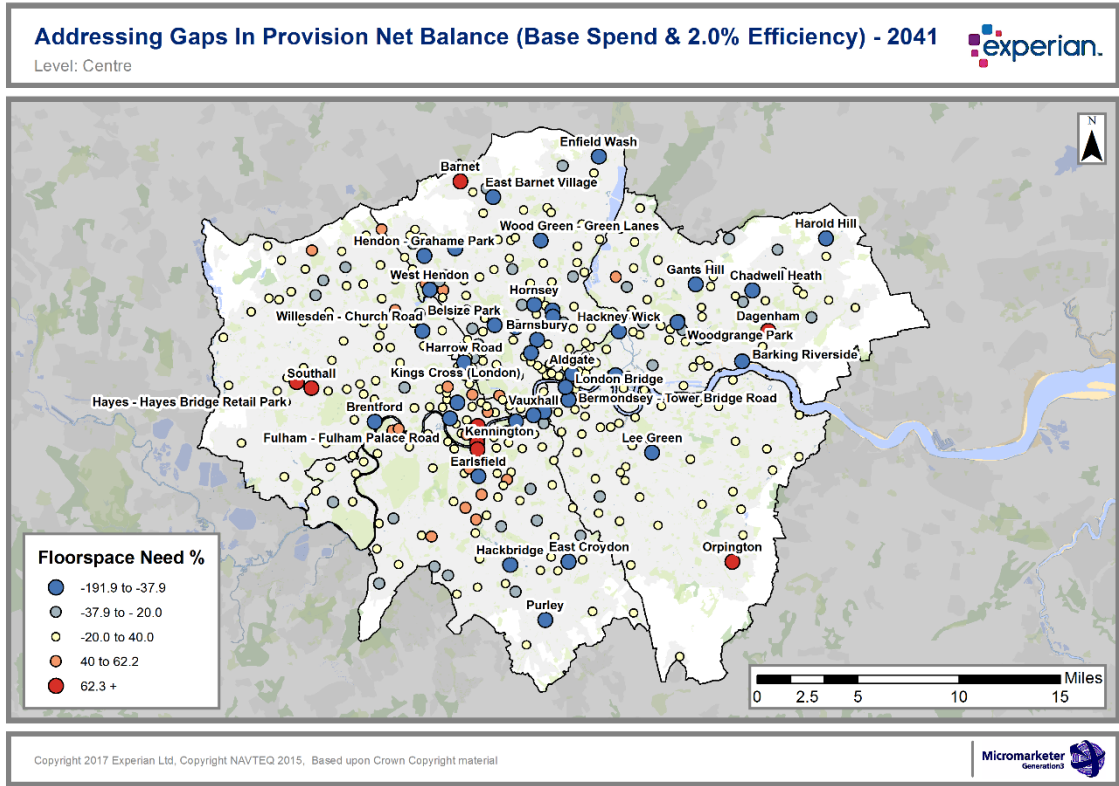 Addressing Gaps In Provision Net Balance (Base Spend & 2.0% Efficiency) - 2041
Level: Centre
experian.
N
Enfield Wash
Barnet
East Barnet Village
Wood Green - Green Lanes
Harold Hill
Hendon - Grahame Park
West Hendon
Gants Hill
Chadwell Heath
Hornsey
Willesden - Church Road
Belsize Park
Barnsbury
Hackney Wick
Dagenham
Woodgrange Park
Harrow Road
Aldgate
Barking Riverside
Southall
Kings Cross (London)
London Bridge
Hayes - Hayes Bridge Retail Park
Brentford
Vauxhall
Bermondsey - Tower Bridge Road
Fulham - Fulham Palace Road
Kennington
Lee Green
Earlsfield
Hackbridge
East Croydon
Orpington
Purley
Floorspace Need %
-191.9 to -37.9
-37.9 to - 20.0
-20.0 to 40.0
40 to 62.2
62.3 +
Miles
0 2.5 5 10 15
Copyright 2017 Experian Ltd, Copyright NAVTEQ 2015, Based upon Crown Copyright material
Micromarketer
Generation3